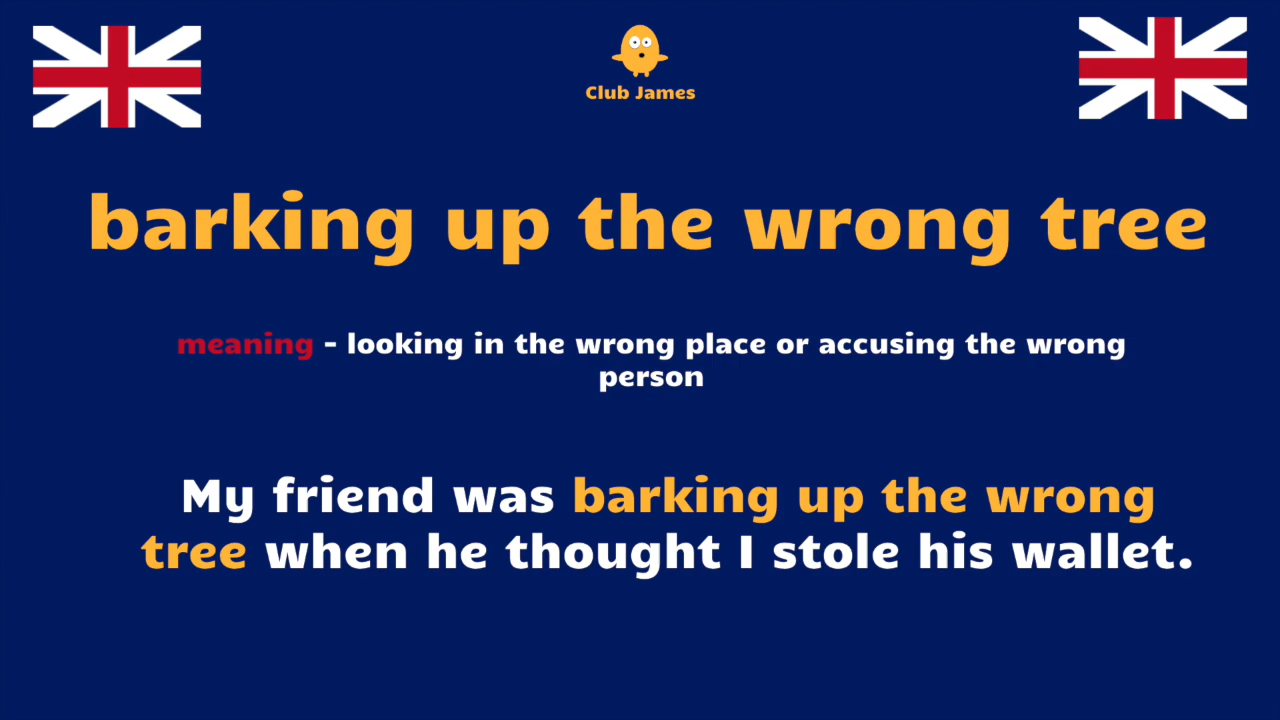 Club James
barking up the wrong tree
meaning - looking in the wrong place or accusing the wrong
person
My friend was barking up the wrong
tree when he thought I stole his wallet.